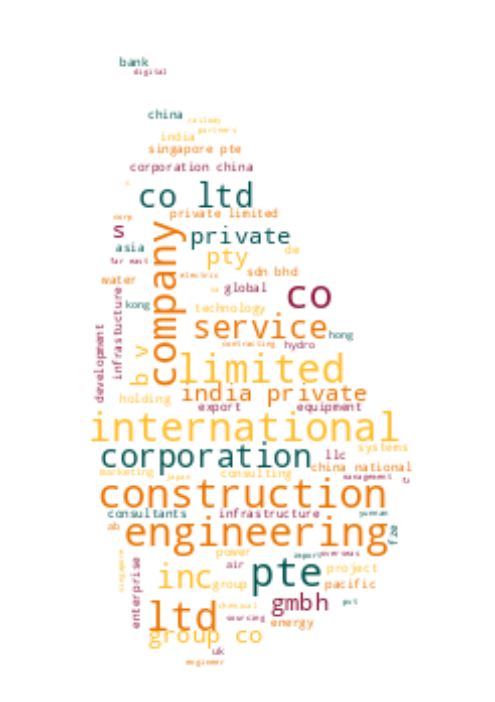 bank
digital
china
railway
partners
india
singapore pte
corporation china
co ltd
corp
private limited
s
private
asia
pty
de
far east
sdn bhd
water
electric
company
global
co
infrastructure
kong
technology
development
service
hong
contracting
hydro
b v
limited
holding
india private
export
equipment
international
corporation
systems
llc
china national
marketing
japan
consulting
management
construction
consultants
infrastructure
yunnan
ab
engineering
fze
singapore
power
import
overseas
enterprise
air
inc
group
pte
project
pacific
chemical
gmbh
pvt
ltd
sourcing
energy
group co
uk
engineer